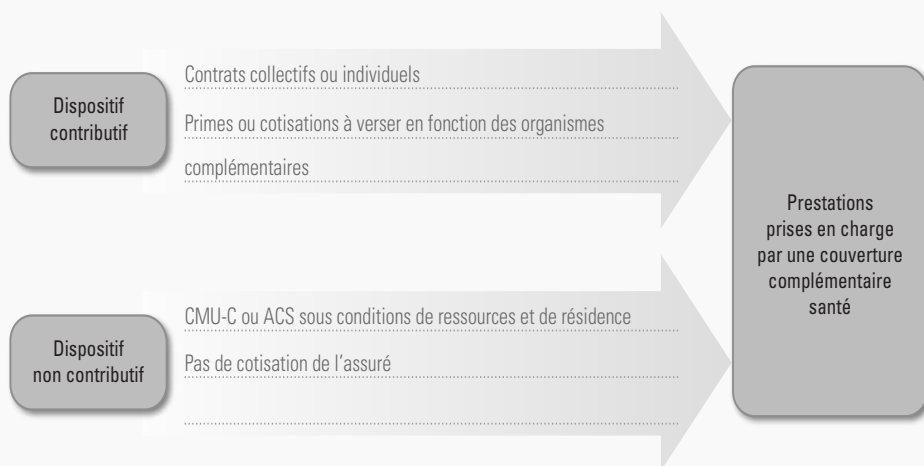 Dispositif
contributif
Contrats collectifs ou individuels
Primes ou cotisations à verser en fonction des organismes
complémentaires
Dispositif
non contributif
CMU-C ou ACS sous conditions de ressources et de résidence
Pas de cotisation de l’assuré
Prestations
prises en charge
par une couverture
complémentaire
santé